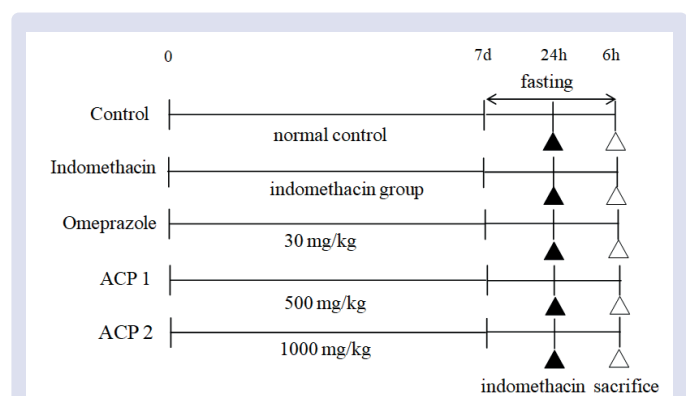 0 7d 24h 6h
fasting
Control
normal control
Indomethacin
indomethacin group
Omeprazole
30 mg/kg
ACP 1
500 mg/kg
ACP 2
1000 mg/kg
indomethacin sacrifice